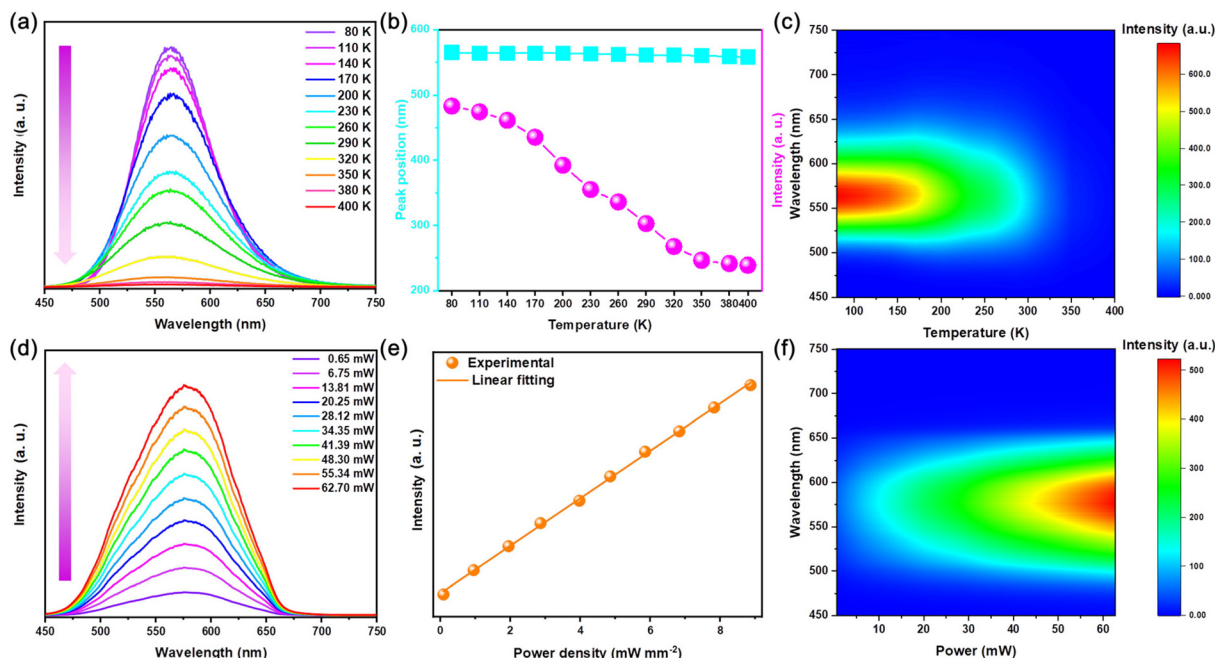 (a)
80 K
110 K
140 K
170 K
200 K
230 K
260 K
290 K
320 K
350 K
380 K
400 K
Intensity (a. u.)
450 500 550 600 650 700 750
Wavelength (nm)
(b)
600
550
500
450
400
350
300
250
200
Peak position (nm)
Intensity (a. u.)
80 110 140 170 200 230 260 290 320 350 380 400
Temperature (K)
(c)
Intensity (a.u.)
750
700
650
600
550
500
450
Wavelength (nm)
100 150 200 250 300 350 400
Temperature (K)
600.0
500.0
400.0
300.0
200.0
100.0
0.000
(d)
0.65 mW
6.75 mW
13.81 mW
20.25 mW
28.12 mW
34.35 mW
41.39 mW
48.30 mW
55.34 mW
62.70 mW
Intensity (a. u.)
450 500 550 600 650 700 750
Wavelength (nm)
(e)
Experimental
Linear fitting
Intensity (a. u.)
0 2 4 6 8
Power density (mW mm⁻²)
(f)
Intensity (a.u.)
750
700
650
600
550
500
450
Wavelength (nm)
10 20 30 40 50 60
Power (mW)
500
400
300
200
100
0.00